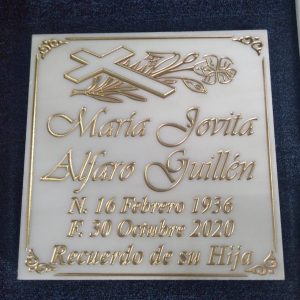 María Jovita
Alfaro Guillén
N. 16 Febrero 1936
F. 30 Octubre 2020
Recuerdo de su Hija